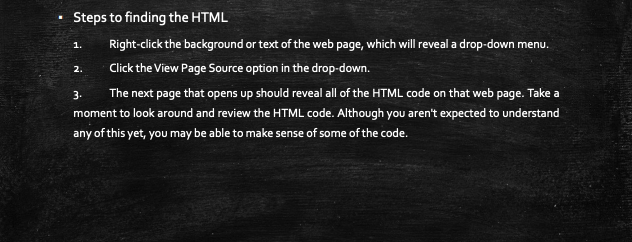 ▪ Steps to finding the HTML
1. Right-click the background or text of the web page, which will reveal a drop-down menu.
2. Click the View Page Source option in the drop-down.
3. The next page that opens up should reveal all of the HTML code on that web page. Take a
moment to look around and review the HTML code. Although you aren't expected to understand
any of this yet, you may be able to make sense of some of the code.